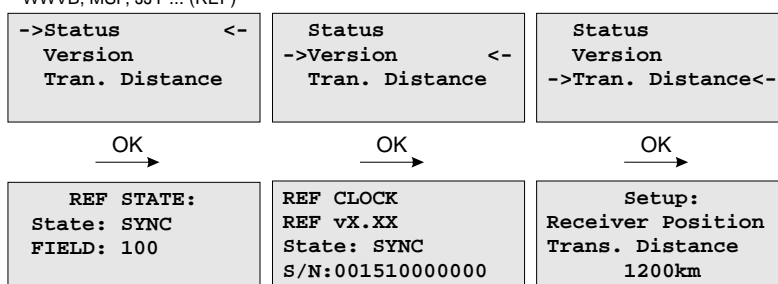 WWVB, MSF, JJY ... (REF)
->Status <-
Version
Tran. Distance
Status
->Version <-
Tran. Distance
Status
Version
->Tran. Distance<-
OK
OK
OK
REF STATE:
State: SYNC
FIELD: 100
REF CLOCK
REF vX.XX
State: SYNC
S/N:001510000000
Setup:
Receiver Position
Trans. Distance
1200km